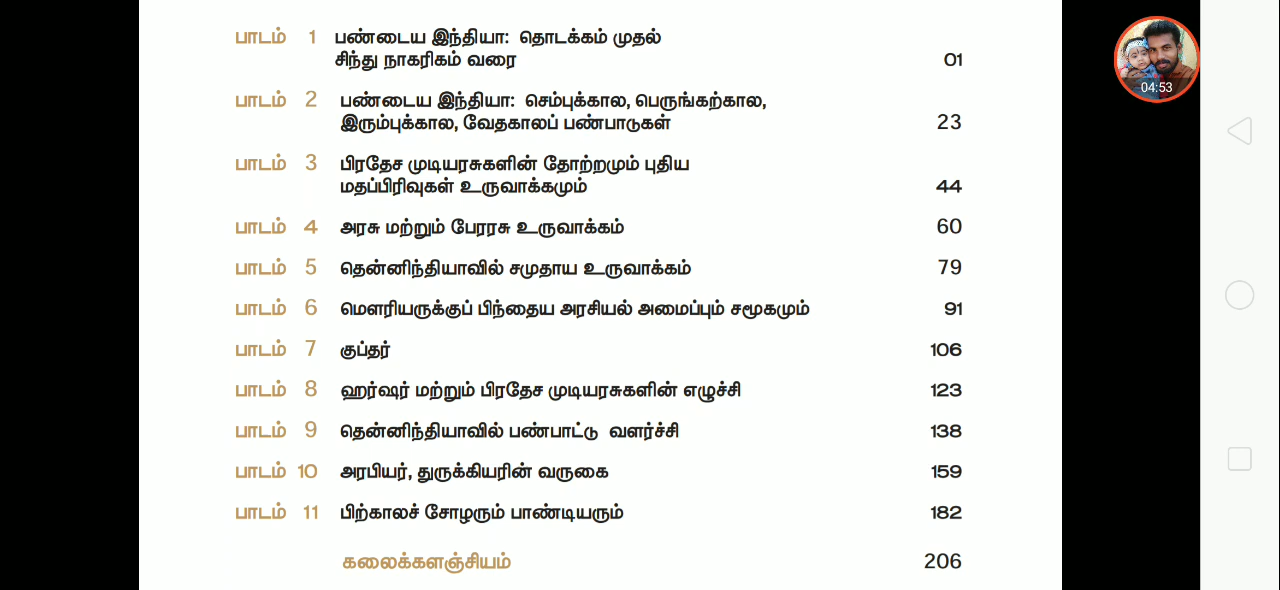 பாடம் 1 பண்டைய இந்தியா: தொடக்கம் முதல்
சிந்து நாகரிகம் வரை 01
பாடம் 2 பண்டைய இந்தியா: செம்புக்கால, பெருங்கற்கால,
இரும்புக்கால, வேதகாலப் பண்பாடுகள் 23
பாடம் 3 பிரதேச முடியரசுகளின் தோற்றமும் புதிய
மதப்பிரிவுகள் உருவாக்கமும் 44
பாடம் 4 அரசு மற்றும் பேரரசு உருவாக்கம் 60
பாடம் 5 தென்னிந்தியாவில் சமுதாய உருவாக்கம் 79
பாடம் 6 மௌரியருக்குப் பிந்தைய அரசியல் அமைப்பும் சமூகமும் 91
பாடம் 7 குப்தர் 106
பாடம் 8 ஹர்ஷர் மற்றும் பிரதேச முடியரசுகளின் எழுச்சி 123
பாடம் 9 தென்னிந்தியாவில் பண்பாட்டு வளர்ச்சி 138
பாடம் 10 அரபியர், துருக்கியரின் வருகை 159
பாடம் 11 பிற்காலச் சோழரும் பாண்டியரும் 182
கலைக்களஞ்சியம் 206
04:53